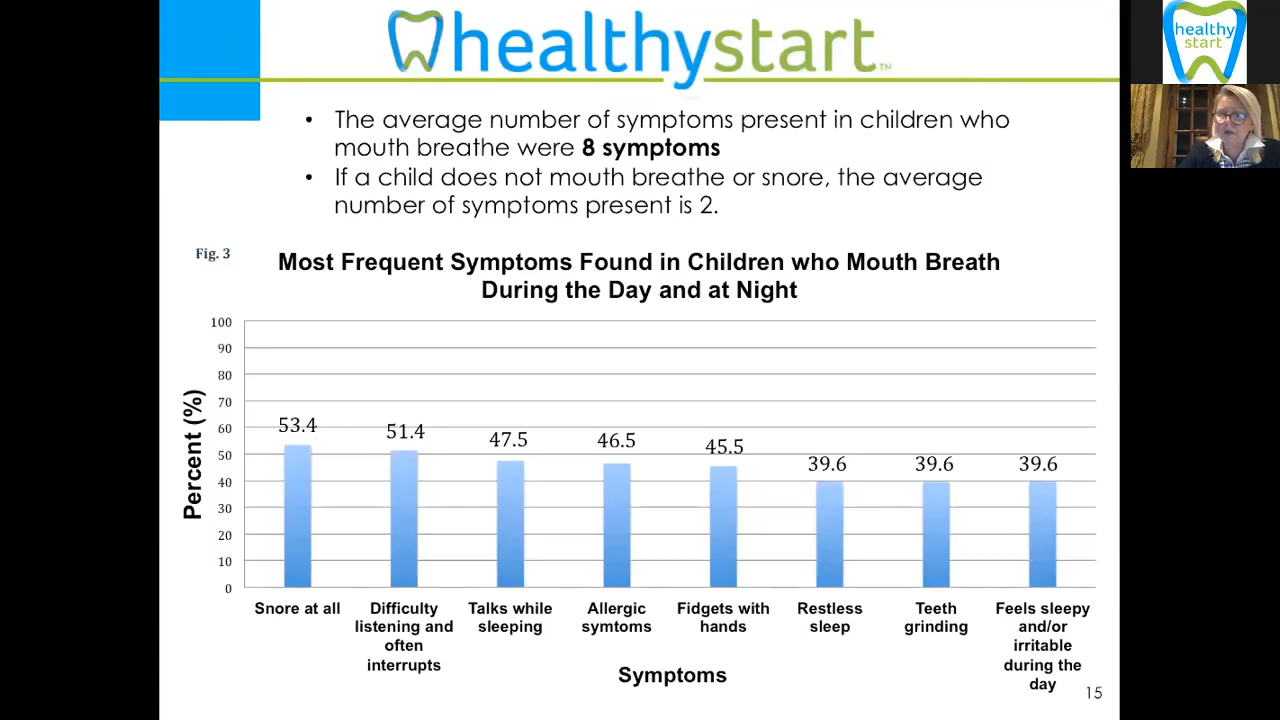 healthystart™
healthy
start
• The average number of symptoms present in children who
mouth breathe were 8 symptoms
• If a child does not mouth breathe or snore, the average
number of symptoms present is 2.
Fig. 3
Most Frequent Symptoms Found in Children who Mouth Breath
During the Day and at Night
Percent (%)
100
90
80
70
60
50
40
30
20
10
0
53.4
51.4
47.5
46.5
45.5
39.6
39.6
39.6
Snore at all
Difficulty
listening and
often
interrupts
Talks while
sleeping
Allergic
symtoms
Fidgets with
hands
Restless
sleep
Teeth
grinding
Feels sleepy
and/or
irritable
during the
day
Symptoms
15